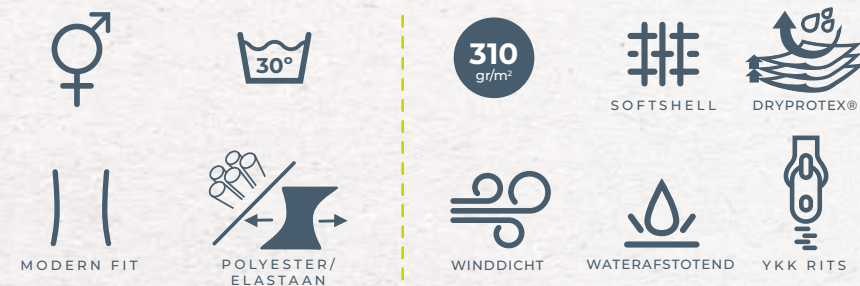 30°
310
gr/m²
SOFTSHELL
DRYPROTEX®
MODERN FIT
POLYESTER/
ELASTAAN
WINDDICHT
WATERAFSTOTEND
YKK RITS